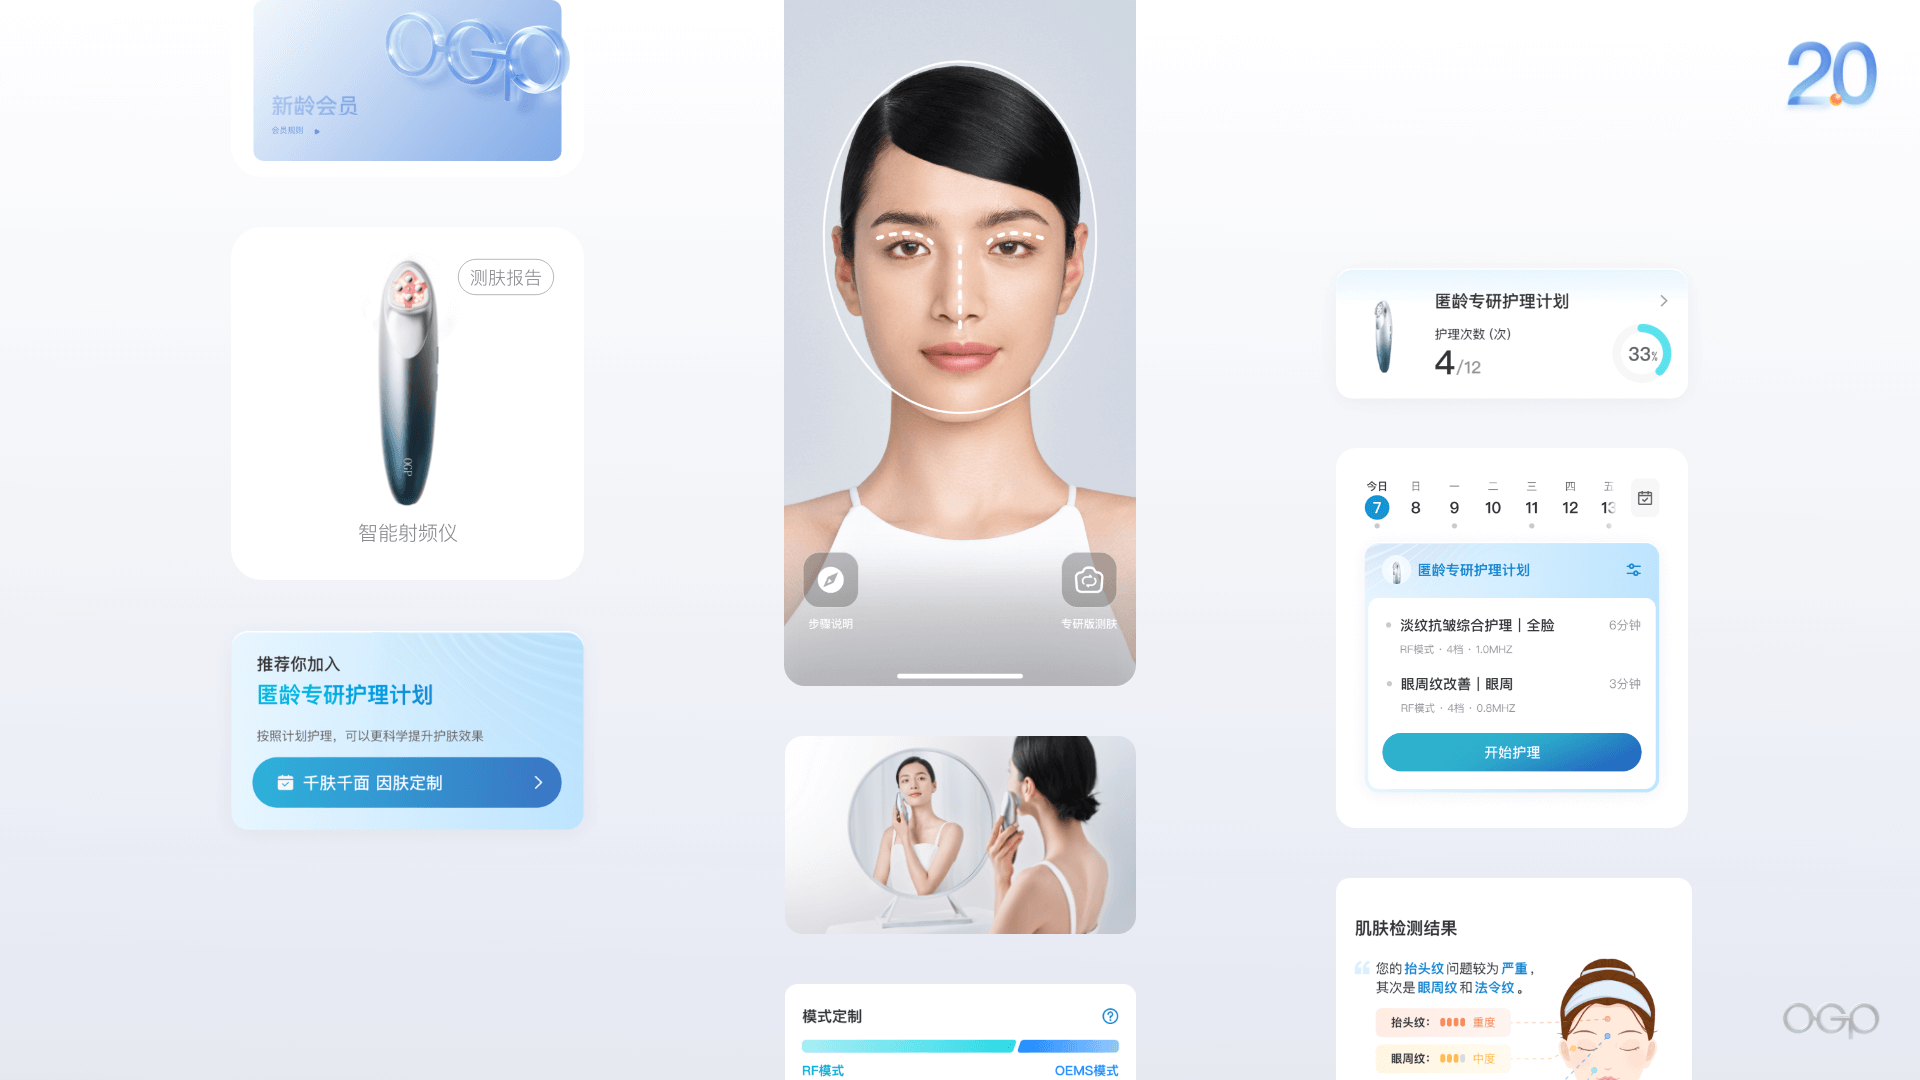 OGP
新龄会员
会员规则
测肤报告
OGP
智能射频仪
推荐你加入
匿龄专研护理计划
按照计划护理，可以更科学提升护肤效果
千肤千面 因肤定制
步骤说明
专研版测肤
模式定制
RF模式
OEMS模式
2.0
匿龄专研护理计划
护理次数 (次)
4/12
33%
今日 日 一 二 三 四 五
7 8 9 10 11 12 13
匿龄专研护理计划
淡纹抗皱综合护理 | 全脸 6分钟
RF模式 · 4档 · 1.0MHZ
眼周纹改善 | 眼周 3分钟
RF模式 · 4档 · 0.8MHZ
开始护理
肌肤检测结果
您的抬头纹问题较为严重，
其次是眼周纹和法令纹。
抬头纹： 重度
眼周纹： 中度
OGP